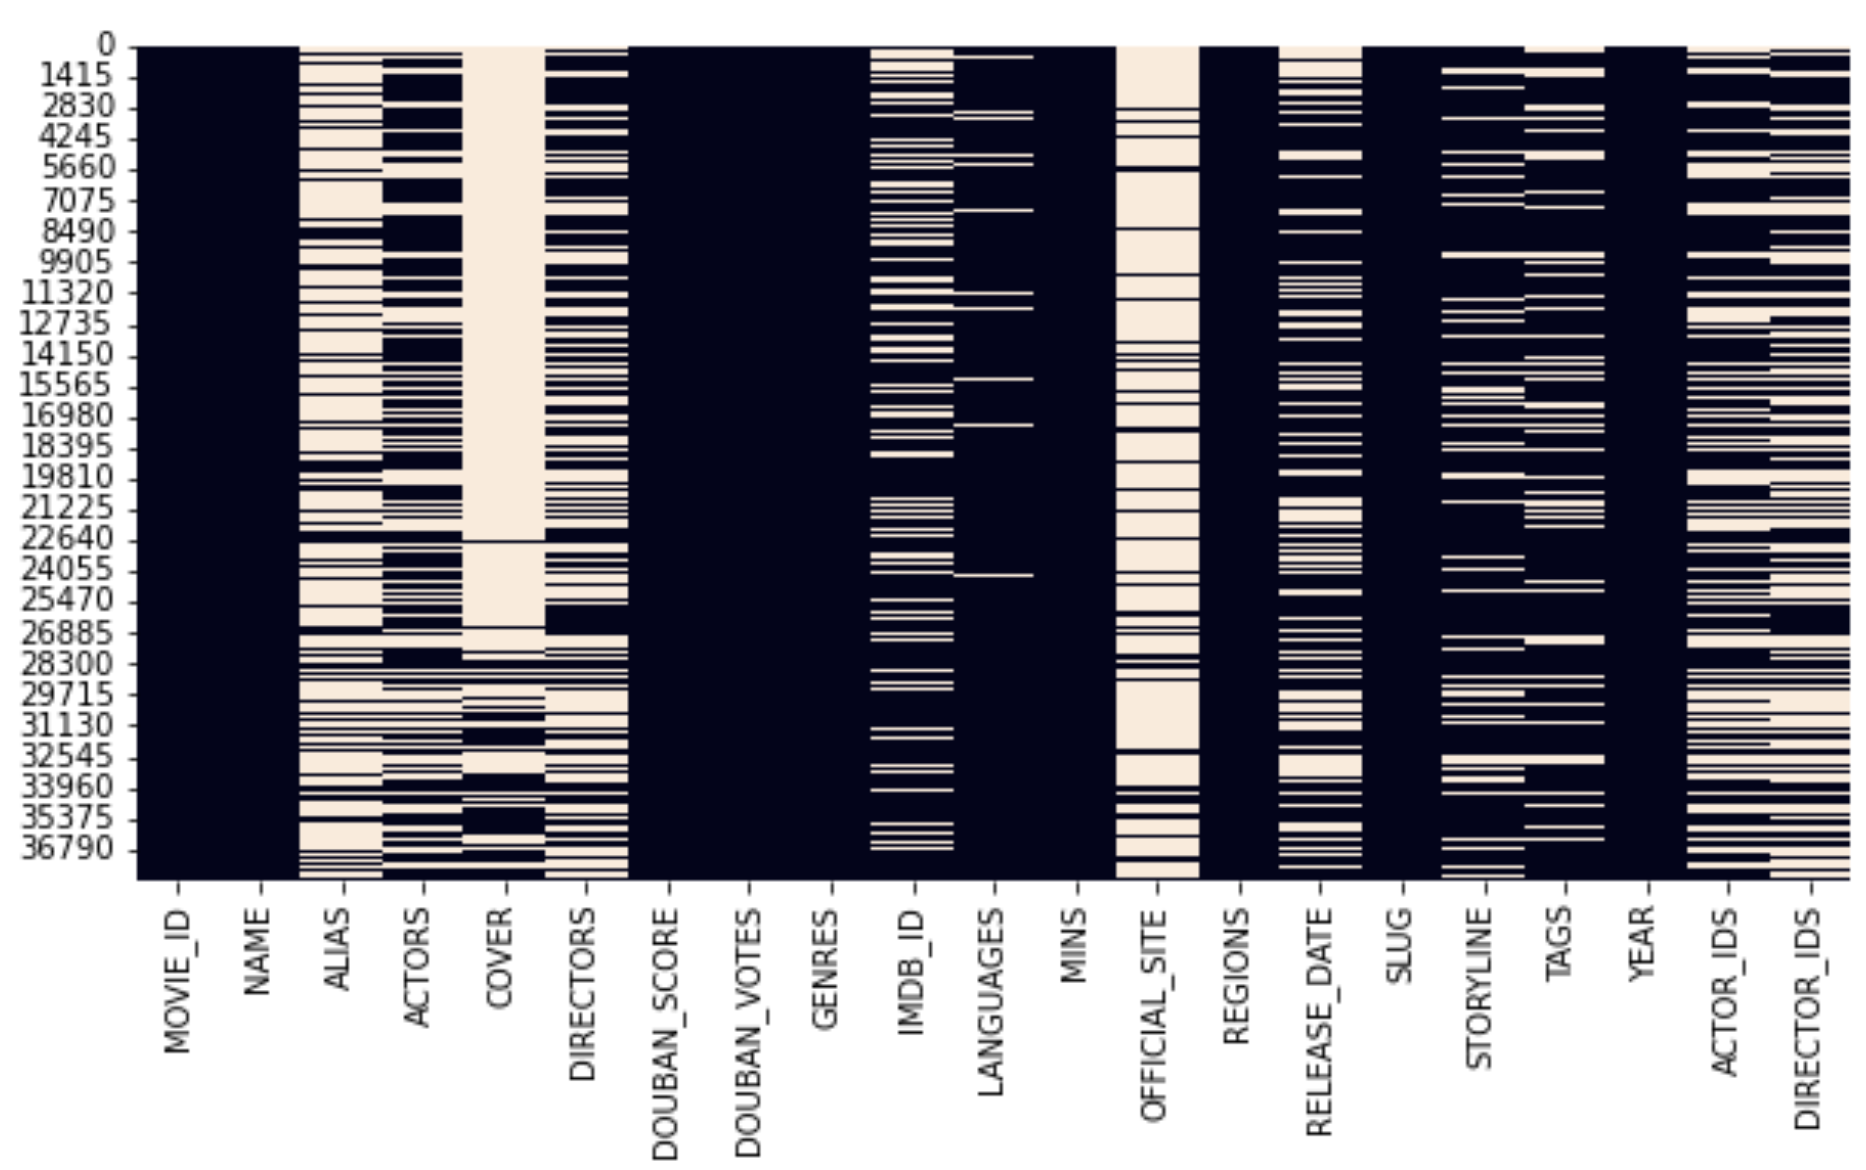 0
1415
2830
4245
5660
7075
8490
9905
11320
12735
14150
15565
16980
18395
19810
21225
22640
24055
25470
26885
28300
29715
31130
32545
33960
35375
36790
MOVIE_ID
NAME
ALIAS
ACTORS
COVER
DIRECTORS
DOUBAN_SCORE
DOUBAN_VOTES
GENRES
IMDB_ID
LANGUAGES
MINS
OFFICIAL_SITE
REGIONS
RELEASE_DATE
SLUG
STORYLINE
TAGS
YEAR
ACTOR_IDS
DIRECTOR_IDS